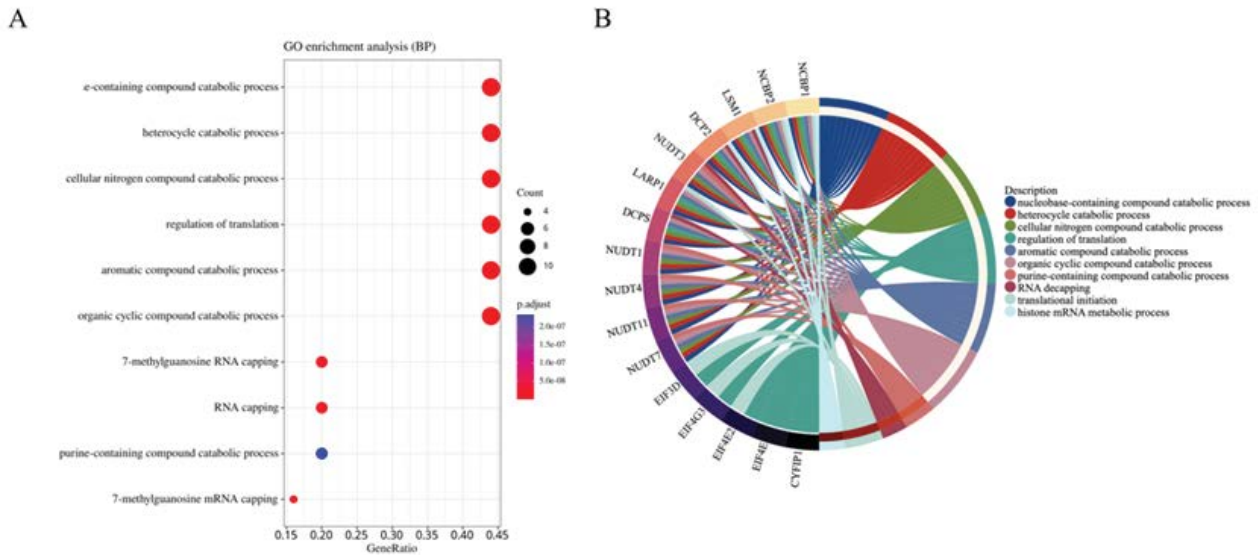 A
GO enrichment analysis (BP)
e-containing compound catabolic process
heterocycle catabolic process
cellular nitrogen compound catabolic process
regulation of translation
aromatic compound catabolic process
organic cyclic compound catabolic process
7-methylguanosine RNA capping
RNA capping
purine-containing compound catabolic process
7-methylguanosine mRNA capping
0.15 0.20 0.25 0.30 0.35 0.40 0.45
GeneRatio
Count
4
6
8
10
p.adjust
2.0e-07
1.0e-07
5.0e-08
B
NCBP1
NCBP2
LSM1
DCP2
NUDT3
LARP1
DCPS
NUDT1
NUDT4
NUDT11
NUDT7
EIF3D
EIF4G3
EIF4E2
EIF4E
CYFIP1
Description
nucleobase-containing compound catabolic process
heterocycle catabolic process
cellular nitrogen compound catabolic process
regulation of translation
aromatic compound catabolic process
organic cyclic compound catabolic process
purine-containing compound catabolic process
RNA decapping
translational initiation
histone mRNA metabolic process